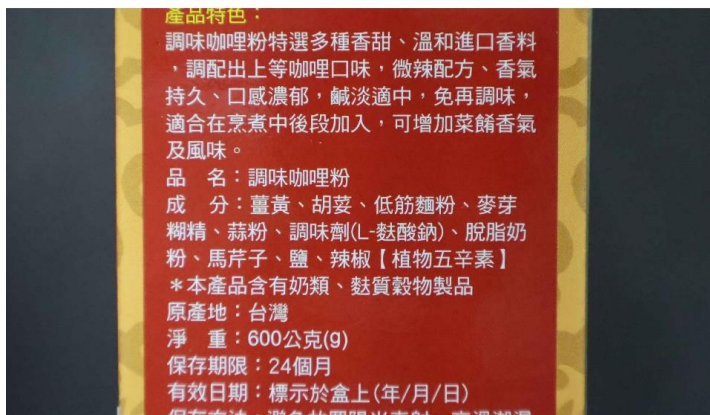 產品特色：
調味咖哩粉特選多種香甜、溫和進口香料
，調配出上等咖哩口味，微辣配方、香氣
持久、口感濃郁，鹹淡適中，免再調味，
適合在烹煮中後段加入，可增加菜餚香氣
及風味。
品　名：調味咖哩粉
成　分：薑黃、胡荽、低筋麵粉、麥芽
糊精、蒜粉、調味劑(L-麩酸鈉)、脫脂奶
粉、馬芹子、鹽、辣椒【植物五辛素】
＊本產品含有奶類、麩質穀物製品
原產地：台灣
淨　重：600公克(g)
保存期限：24個月
有效日期：標示於盒上(年/月/日)